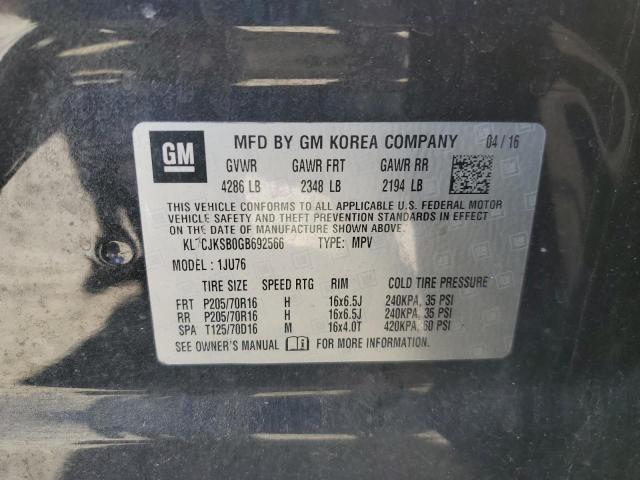 GM
MFD BY GM KOREA COMPANY 04/16
GVWR GAWR FRT GAWR RR
4286 LB 2348 LB 2194 LB
THIS VEHICLE CONFORMS TO ALL APPLICABLE U.S. FEDERAL MOTOR
VEHICLE SAFETY AND THEFT PREVENTION STANDARDS IN EFFECT
ON THE DATE OF MANUFACTURE SHOWN ABOVE.
KL7CJKSB0GB692566 TYPE: MPV
MODEL: 1JU76
TIRE SIZE SPEED RTG RIM COLD TIRE PRESSURE
FRT P205/70R16 H 16x6.5J 240KPA, 35 PSI
RR P205/70R16 H 16x6.5J 240KPA, 35 PSI
SPA T125/70D16 M 16x4.0T 420KPA, 60 PSI
SEE OWNER'S MANUAL FOR MORE INFORMATION.